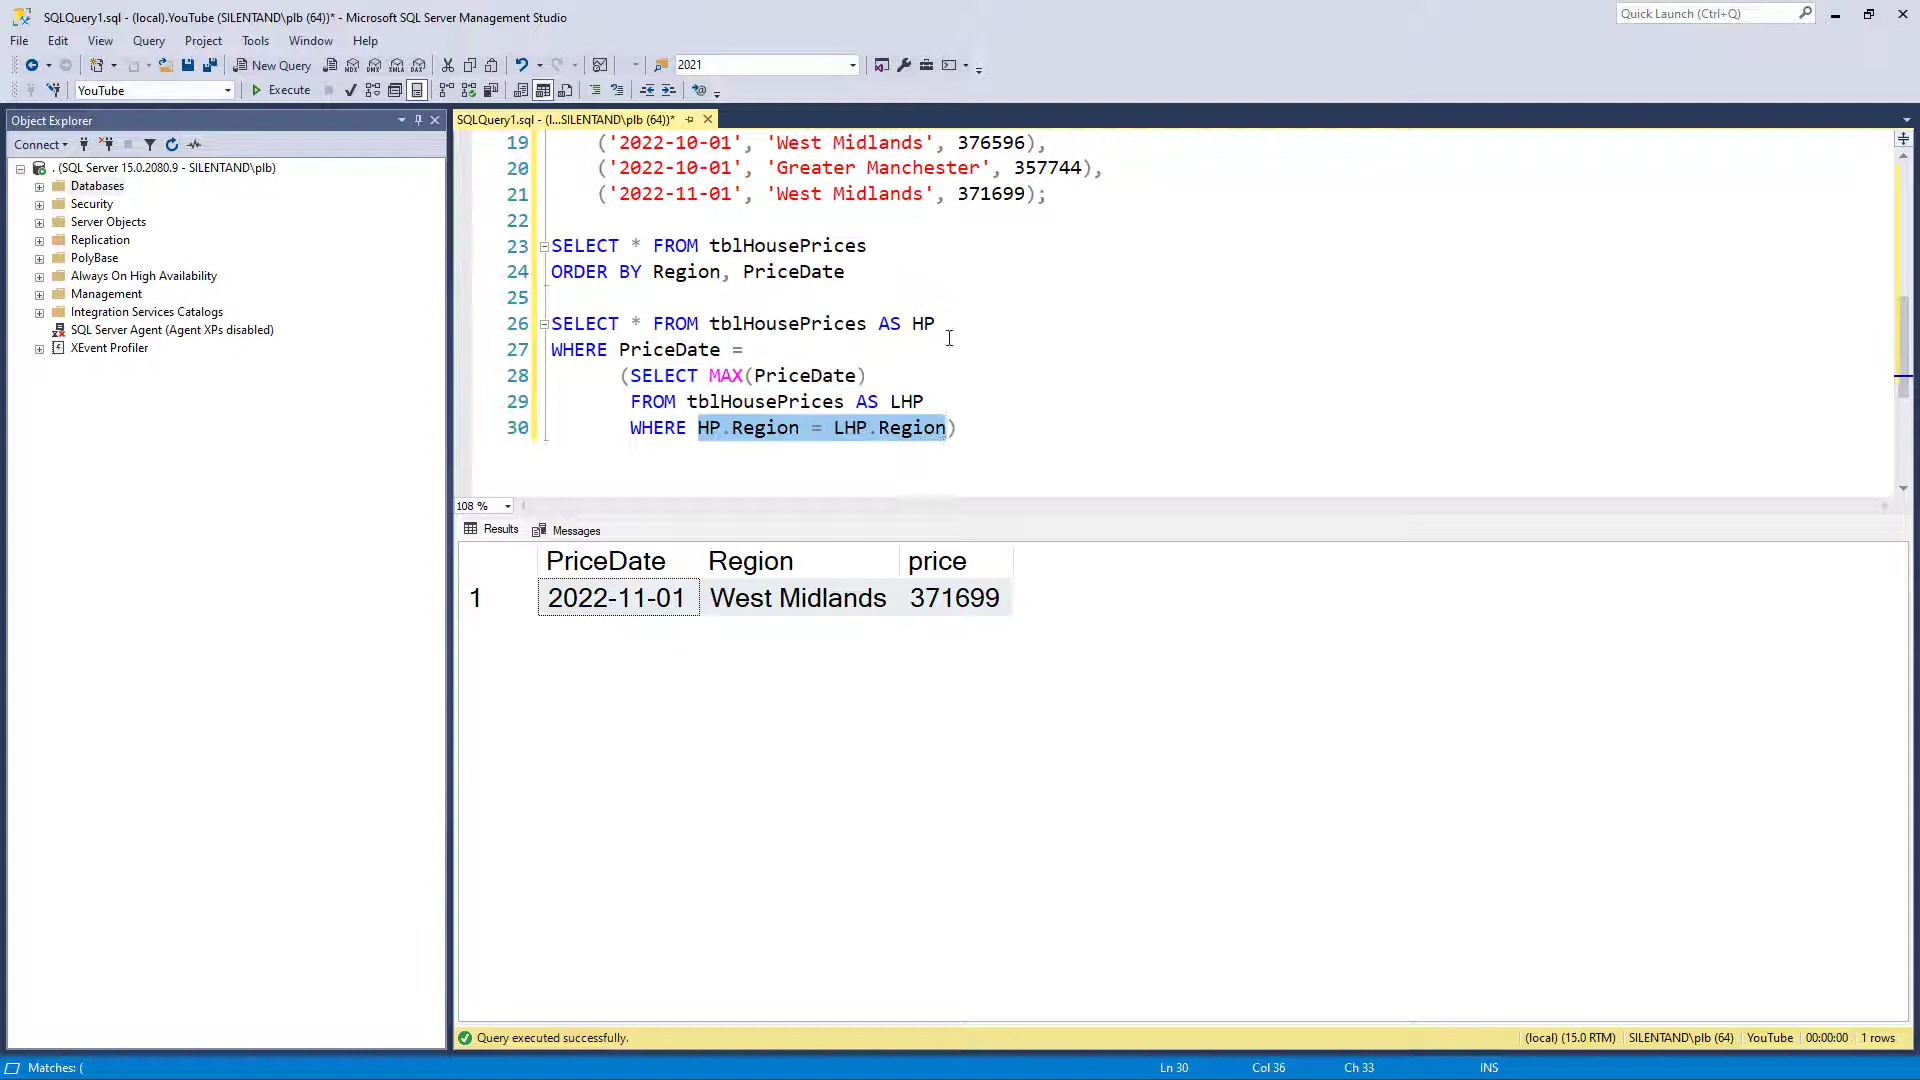 SQLQuery1.sql - (local).YouTube (SILENTAND\plb (64))* - Microsoft SQL Server Management Studio
Quick Launch (Ctrl+Q)
File Edit View Query Project Tools Window Help
New Query MDX DMX XMLA DAX 2021
YouTube Execute
Object Explorer
Connect
. (SQL Server 15.0.2080.9 - SILENTAND\plb)
Databases
Security
Server Objects
Replication
PolyBase
Always On High Availability
Management
Integration Services Catalogs
SQL Server Agent (Agent XPs disabled)
XEvent Profiler
SQLQuery1.sql - (l...SILENTAND\plb (64))*
19 ('2022-10-01', 'West Midlands', 376596),
20 ('2022-10-01', 'Greater Manchester', 357744),
21 ('2022-11-01', 'West Midlands', 371699);
22
23 SELECT * FROM tblHousePrices
24 ORDER BY Region, PriceDate
25
26 SELECT * FROM tblHousePrices AS HP
27 WHERE PriceDate =
28 (SELECT MAX(PriceDate)
29 FROM tblHousePrices AS LHP
30 WHERE HP.Region = LHP.Region)
108 %
Results Messages
PriceDate Region price
1 2022-11-01 West Midlands 371699
Query executed successfully.
(local) (15.0 RTM) SILENTAND\plb (64) YouTube 00:00:00 1 rows
Matches: (
Ln 30 Col 36 Ch 33 INS